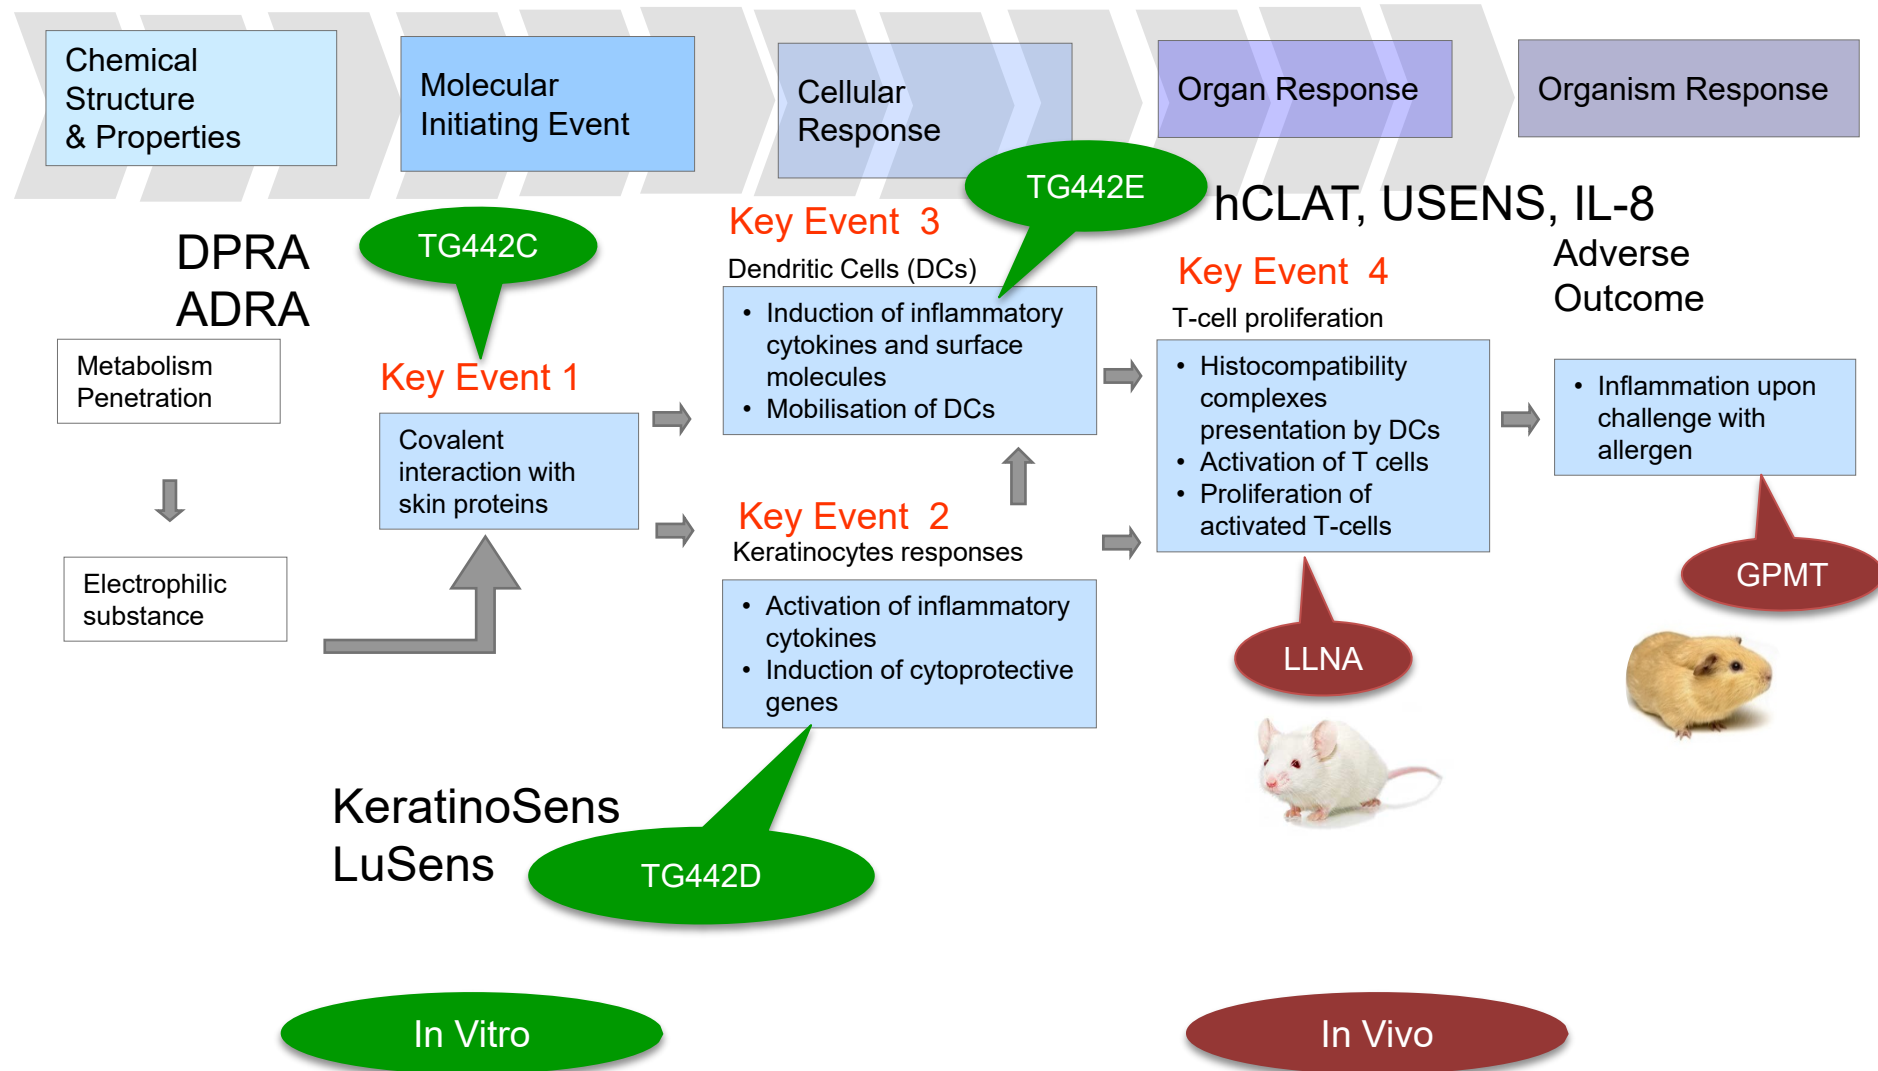 Chemical
Structure
& Properties
Molecular
Initiating Event
Cellular
Response
Organ Response
Organism Response
TG442E
hCLAT, USENS, IL-8
TG442C
DPRA
ADRA
Key Event 3
Dendritic Cells (DCs)
• Induction of inflammatory
cytokines and surface
molecules
• Mobilisation of DCs
Key Event 4
T-cell proliferation
• Histocompatibility
complexes
presentation by DCs
• Activation of T cells
• Proliferation of
activated T-cells
Adverse
Outcome
• Inflammation upon
challenge with
allergen
Metabolism
Penetration
Key Event 1
Covalent
interaction with
skin proteins
Electrophilic
substance
Key Event 2
Keratinocytes responses
• Activation of inflammatory
cytokines
• Induction of cytoprotective
genes
GPMT
LLNA
KeratinoSens
LuSens
TG442D
In Vitro
In Vivo